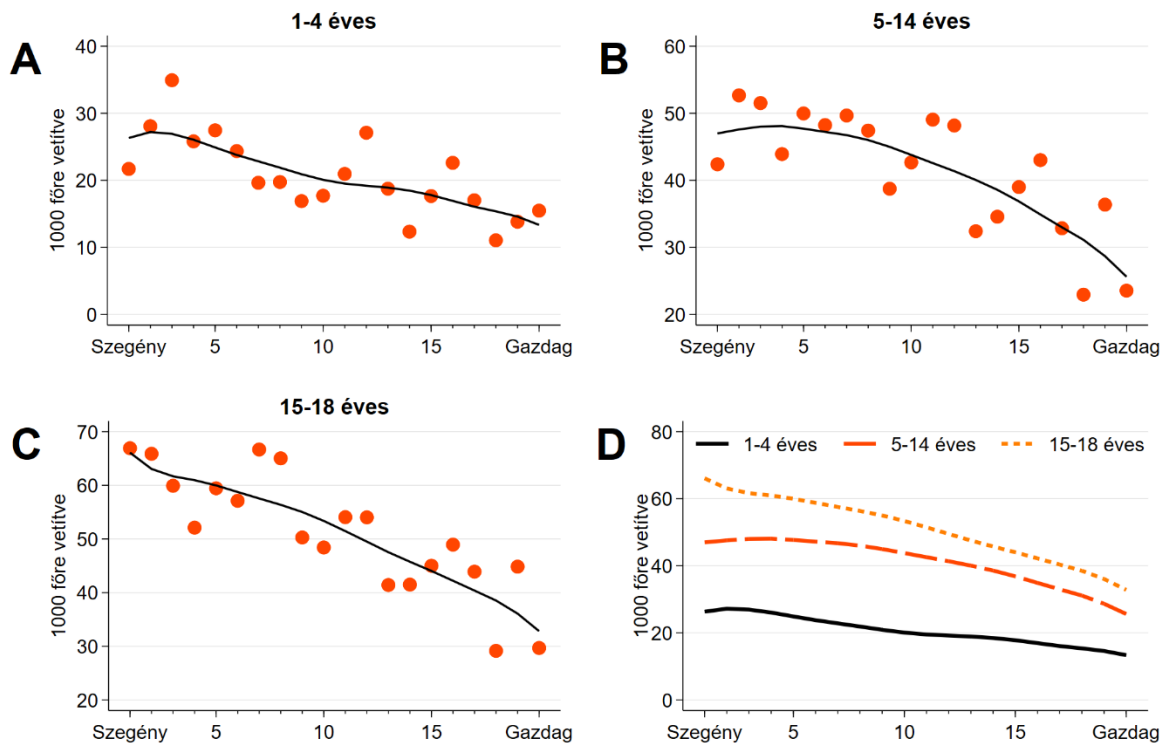 A
1-4 éves
1000 főre vetítve
40
30
20
10
0
Szegény 5 10 15 Gazdag
B
5-14 éves
1000 főre vetítve
60
50
40
30
20
Szegény 5 10 15 Gazdag
C
15-18 éves
1000 főre vetítve
70
60
50
40
30
20
Szegény 5 10 15 Gazdag
D
1-4 éves 5-14 éves 15-18 éves
1000 főre vetítve
80
60
40
20
0
Szegény 5 10 15 Gazdag